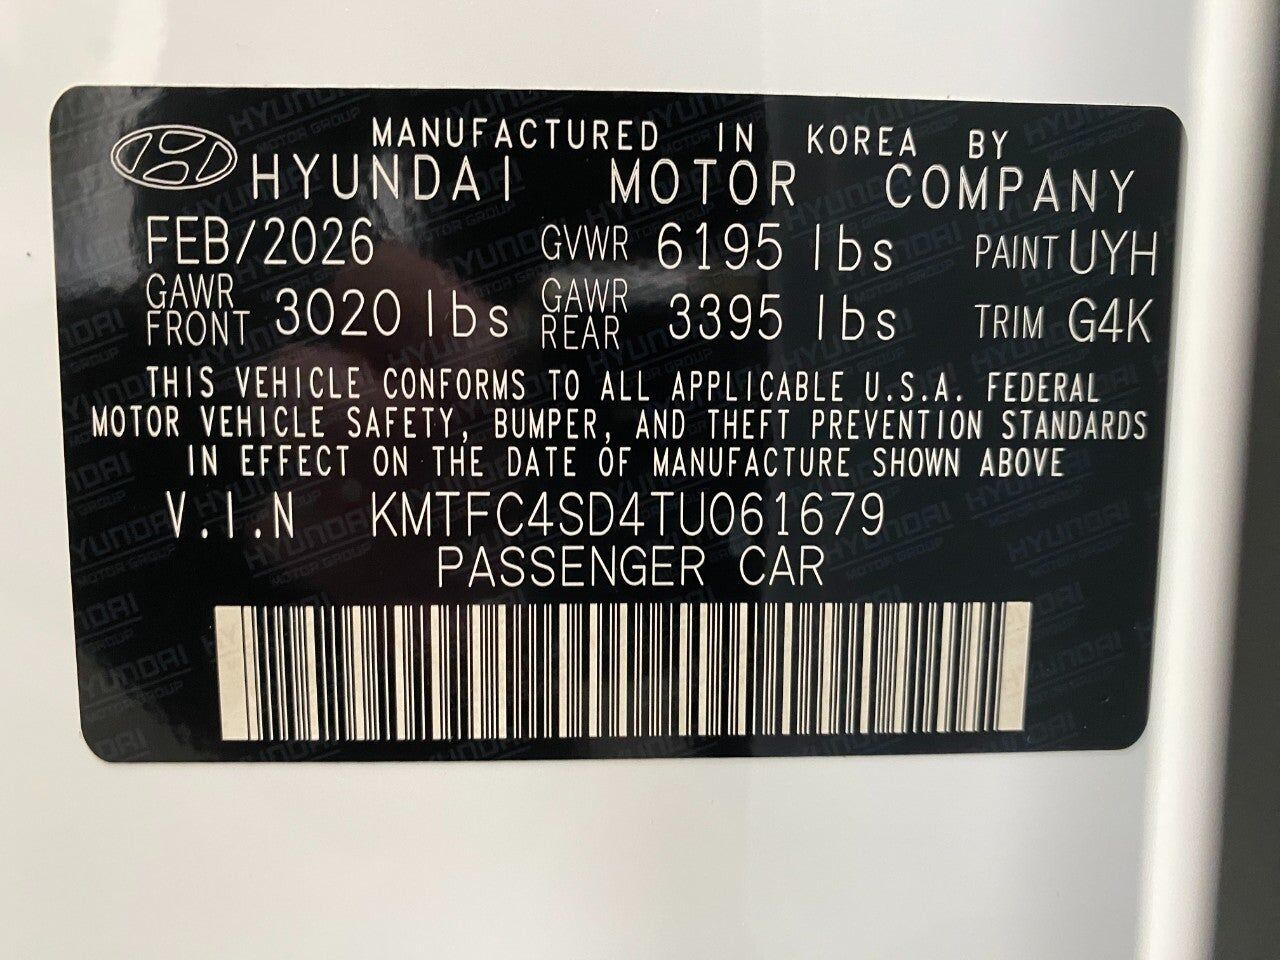 MANUFACTURED IN KOREA BY
HYUNDAI MOTOR COMPANY
FEB/2026 GVWR 6195 lbs PAINT UYH
GAWR FRONT 3020 lbs GAWR REAR 3395 lbs TRIM G4K
THIS VEHICLE CONFORMS TO ALL APPLICABLE U.S.A. FEDERAL
MOTOR VEHICLE SAFETY, BUMPER, AND THEFT PREVENTION STANDARDS
IN EFFECT ON THE DATE OF MANUFACTURE SHOWN ABOVE
V.I.N KMTFC4SD4TU061679
PASSENGER CAR